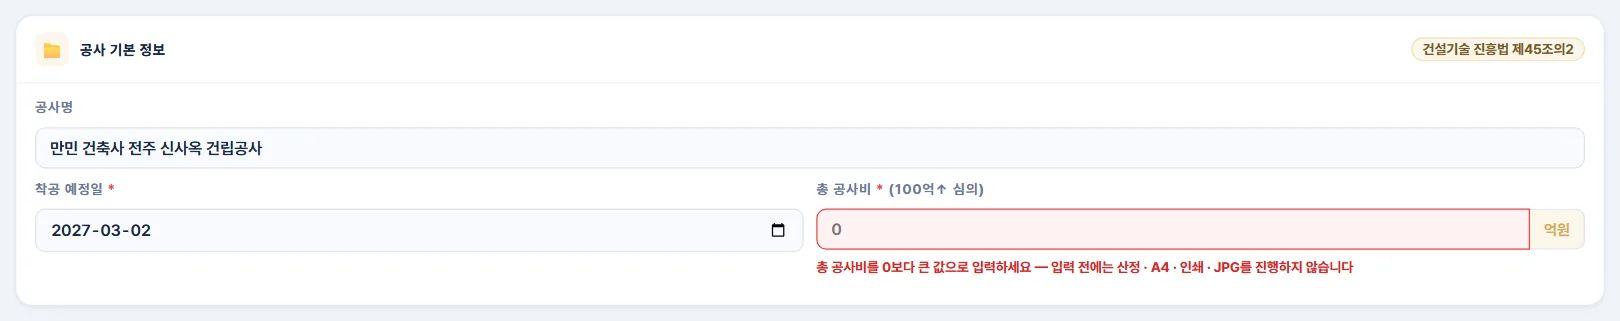 공사 기본 정보
건설기술 진흥법 제45조의2
공사명
만민 건축사 전주 신사옥 건립공사
착공 예정일 *
총 공사비 * (100억↑ 심의)
2027-03-02
0
억원
총 공사비를 0보다 큰 값으로 입력하세요 — 입력 전에는 산정 · A4 · 인쇄 · JPG를 진행하지 않습니다